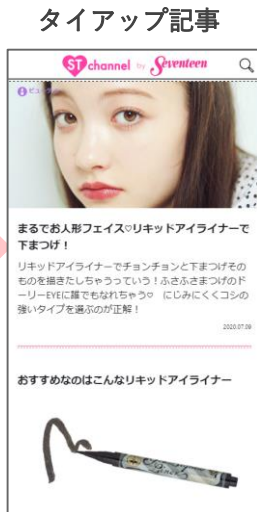 タイアップ記事
ST channel by Seventeen
ビューティー
まるでお人形フェイス♡リキッドアイライナーで
下まつげ！
リキッドアイライナーでチョンチョンと下まつげその
ものを描きたしちゃうっていう！ふさふさまつげのド
ーリーEYEに誰でもなれちゃう♡　にじみにくくコシの
強いタイプを選ぶのが正解！
2020.07.09
おすすめなのはこんなリキッドアイライナー